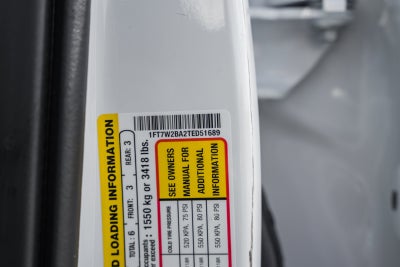 1FT7W2BA2TED51689
D LOADING INFORMATION
TOTAL: 6 FRONT: 3 REAR: 3
ccupants : 1550 kg or 3418 lbs.
r exceed :
SEE OWNERS
MANUAL FOR
ADDITIONAL
INFORMATION
COLD TIRE PRESSURE
520 KPA, 75 PSI
550 KPA, 80 PSI
550 KPA, 80 PSI